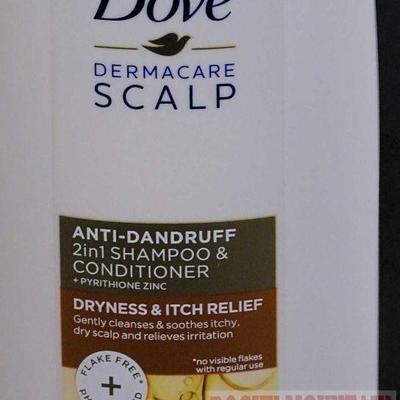 Dove
DERMACARE
SCALP
ANTI-DANDRUFF
2in1 SHAMPOO &
CONDITIONER
+ PYRITHIONE ZINC
DRYNESS & ITCH RELIEF
Gently cleanses & soothes itchy,
dry scalp and relieves irritation
*no visible flakes
with regular use
FLAKE FREE*
+